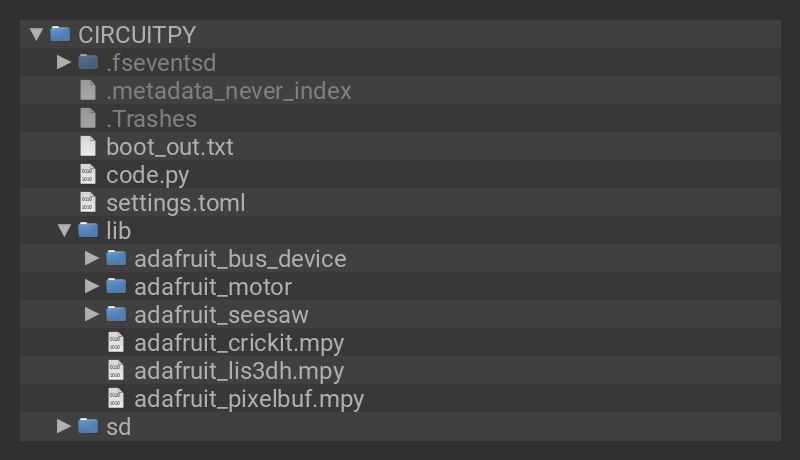 CIRCUITPY
.fseventsd
.metadata_never_index
.Trashes
boot_out.txt
code.py
settings.toml
lib
adafruit_bus_device
adafruit_motor
adafruit_seesaw
adafruit_crickit.mpy
adafruit_lis3dh.mpy
adafruit_pixelbuf.mpy
sd